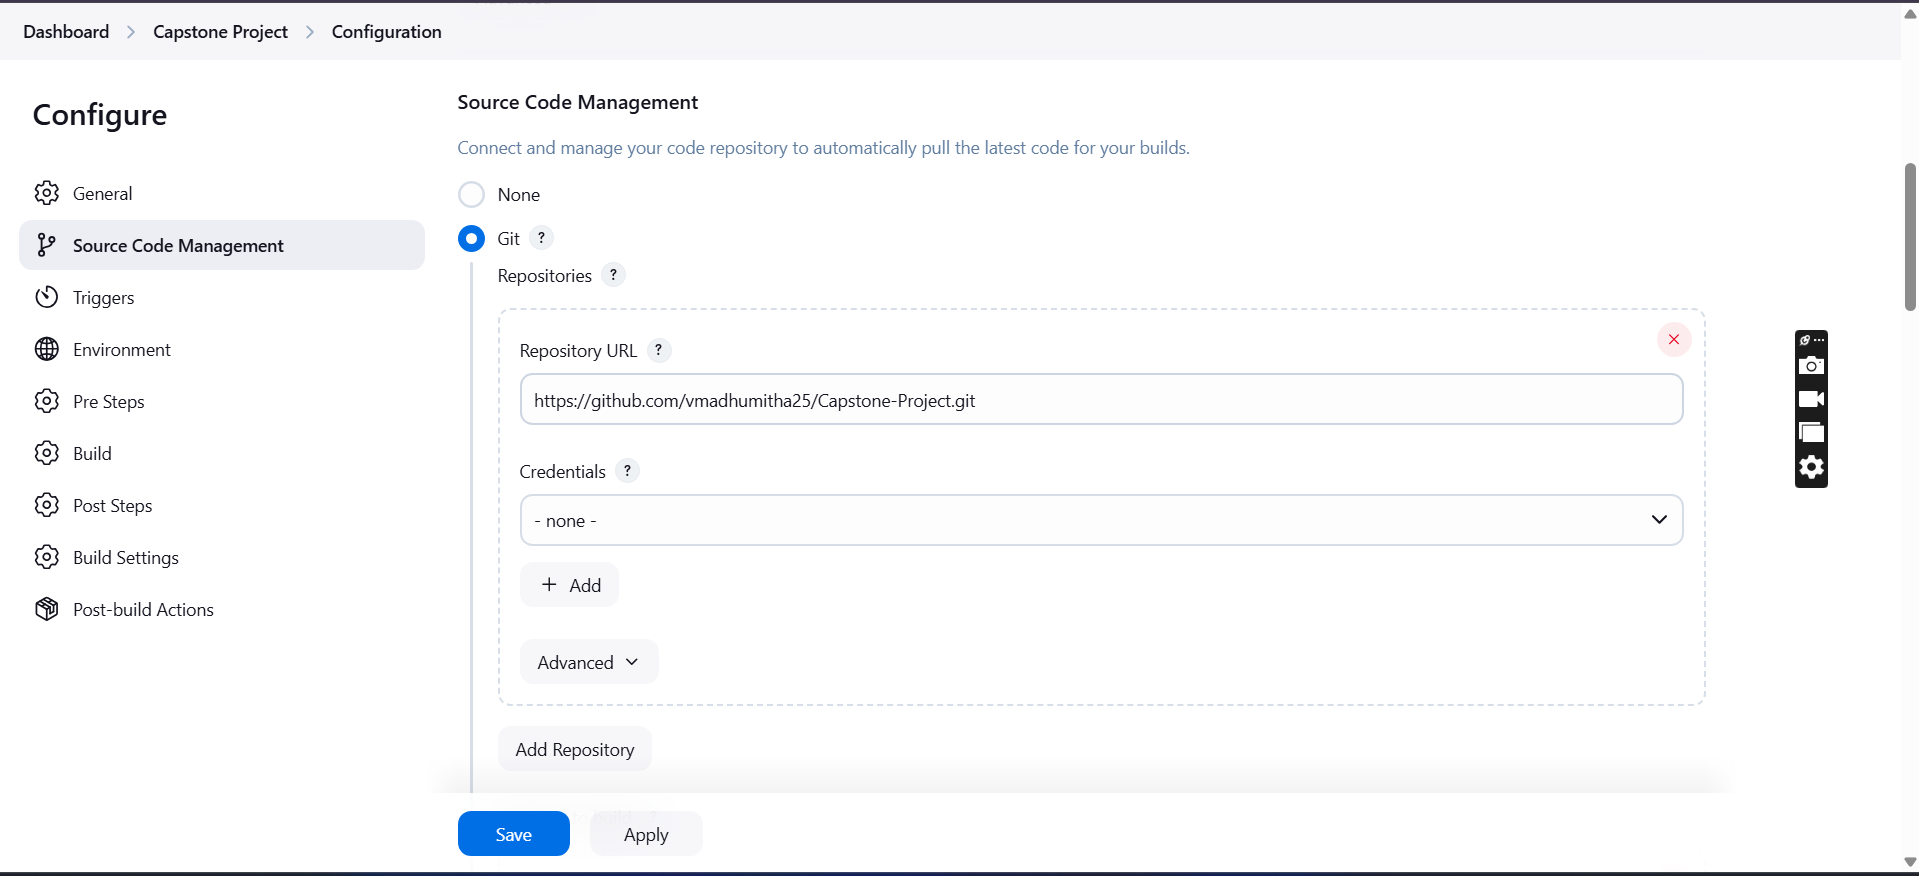 Dashboard > Capstone Project > Configuration
Configure
General
Source Code Management
Triggers
Environment
Pre Steps
Build
Post Steps
Build Settings
Post-build Actions
Source Code Management
Connect and manage your code repository to automatically pull the latest code for your builds.
None
Git ?
Repositories ?
Repository URL ?
https://github.com/vmadhumitha25/Capstone-Project.git
Credentials ?
- none -
+ Add
Advanced
Add Repository
Save
Apply